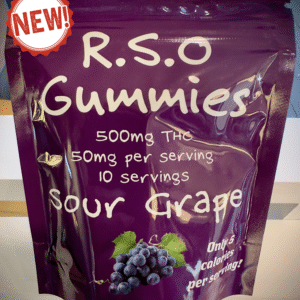 NEW!
R.S.O
Gummies
500mg THC
50mg per serving
10 servings
Sour Grape
Only 5
calories
per serving!